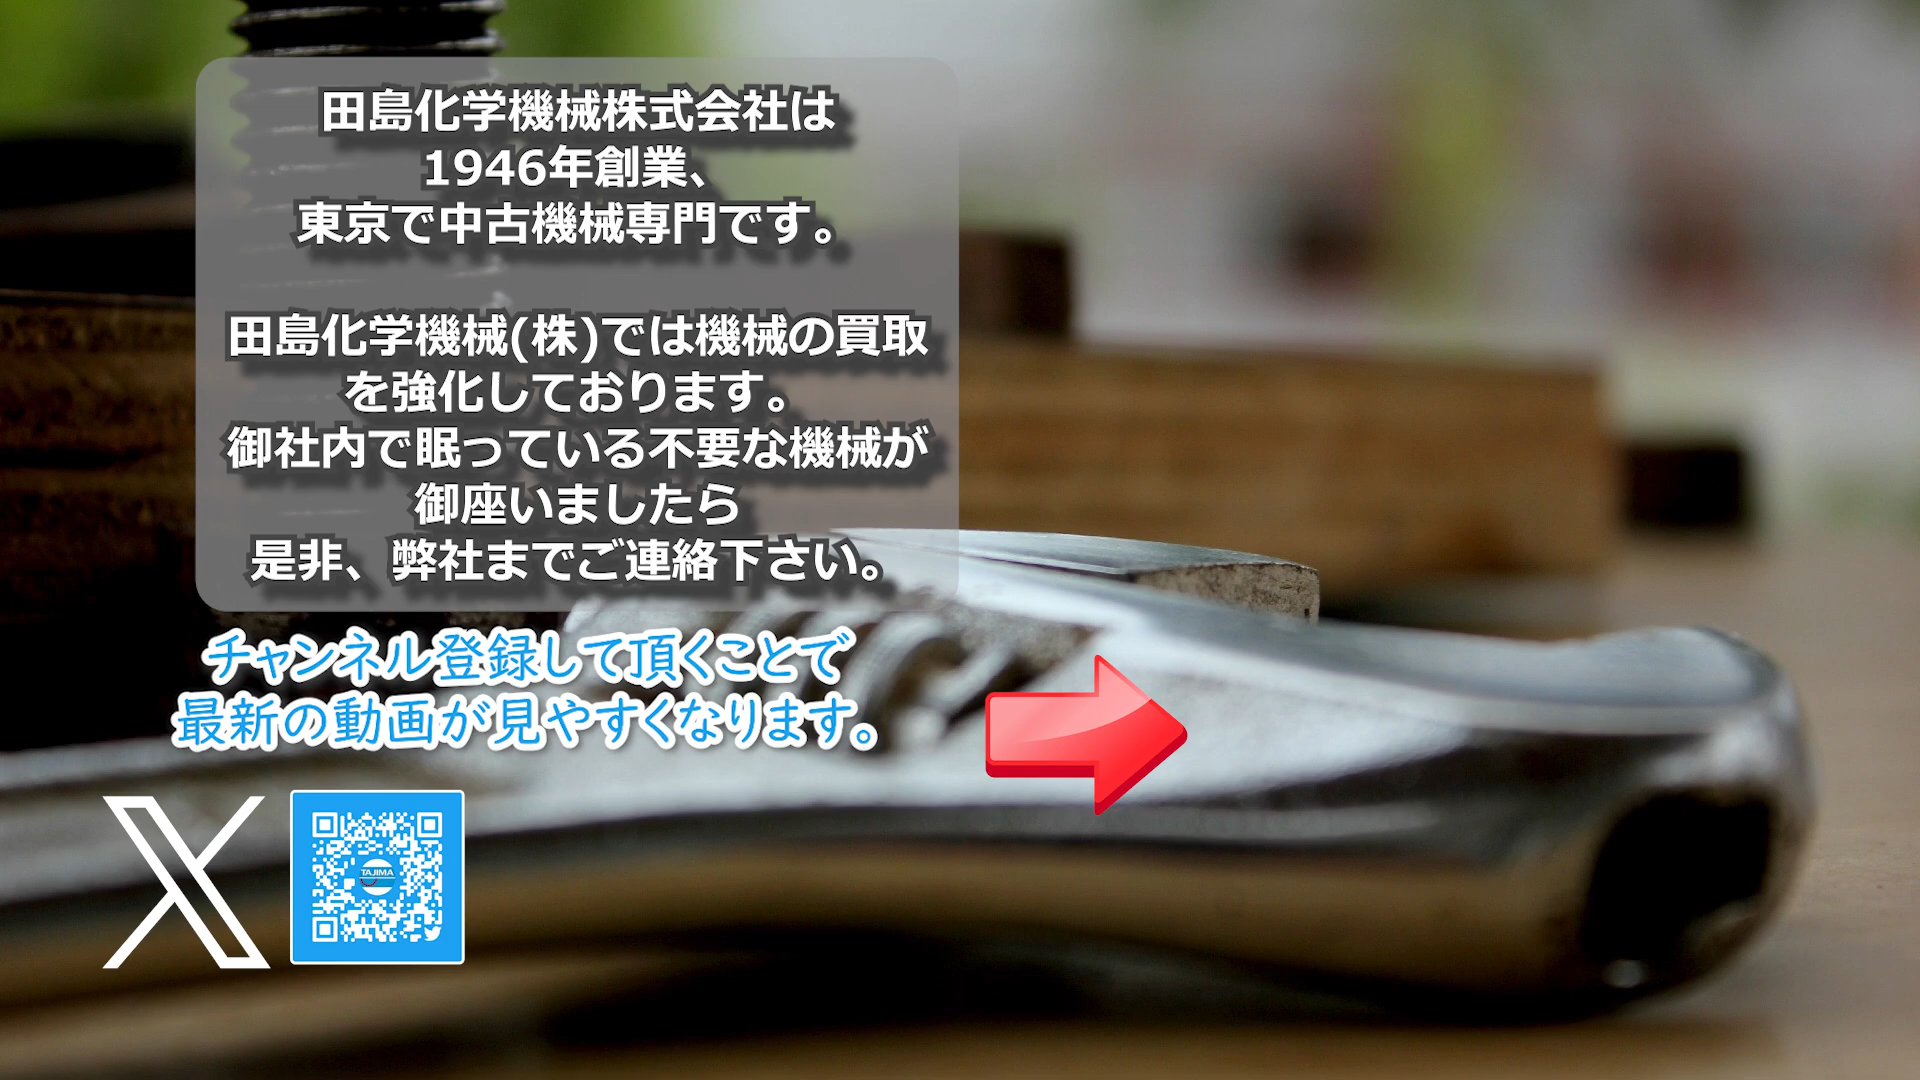 田島化学機械株式会社は
1946年創業、
東京で中古機械専門です。
田島化学機械(株)では機械の買取
を強化しております。
御社内で眠っている不要な機械が
御座いましたら
是非、弊社までご連絡下さい。
チャンネル登録して頂くことで
最新の動画が見やすくなります。
X
TAJIMA